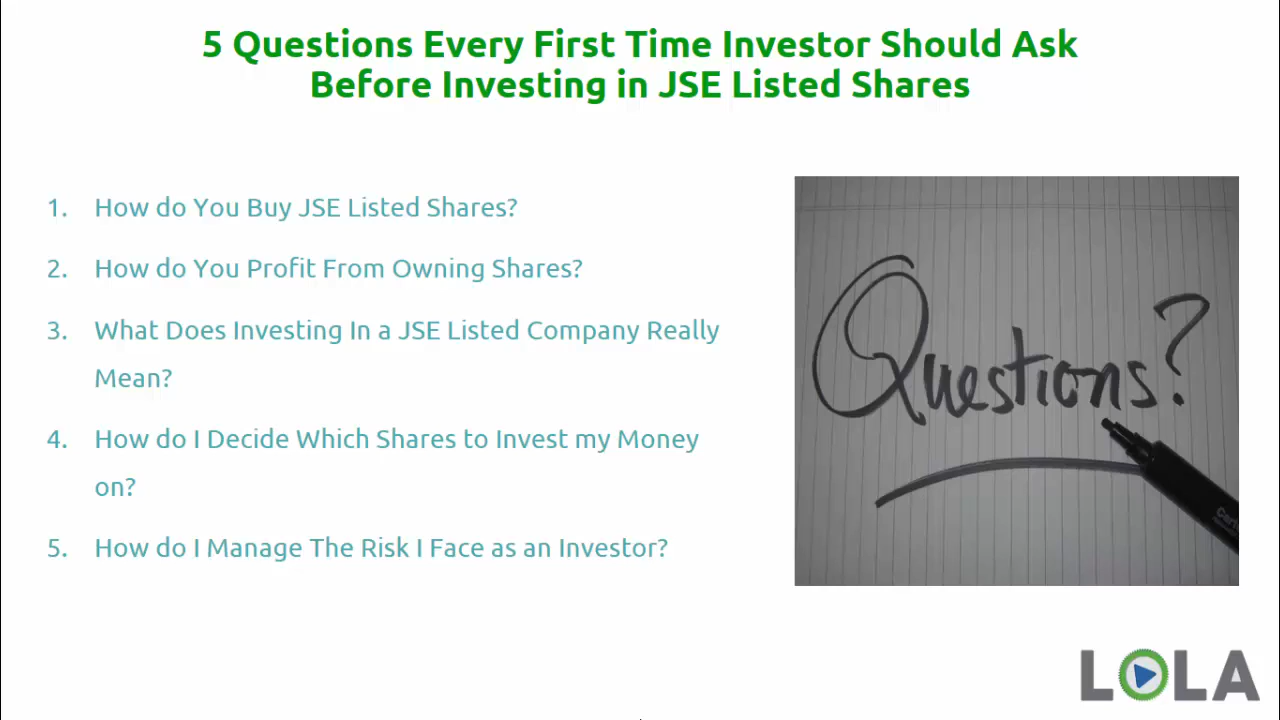 5 Questions Every First Time Investor Should Ask
Before Investing in JSE Listed Shares
1. How do You Buy JSE Listed Shares?
2. How do You Profit From Owning Shares?
3. What Does Investing In a JSE Listed Company Really
Mean?
4. How do I Decide Which Shares to Invest my Money
on?
5. How do I Manage The Risk I Face as an Investor?
Questions?
LOLA